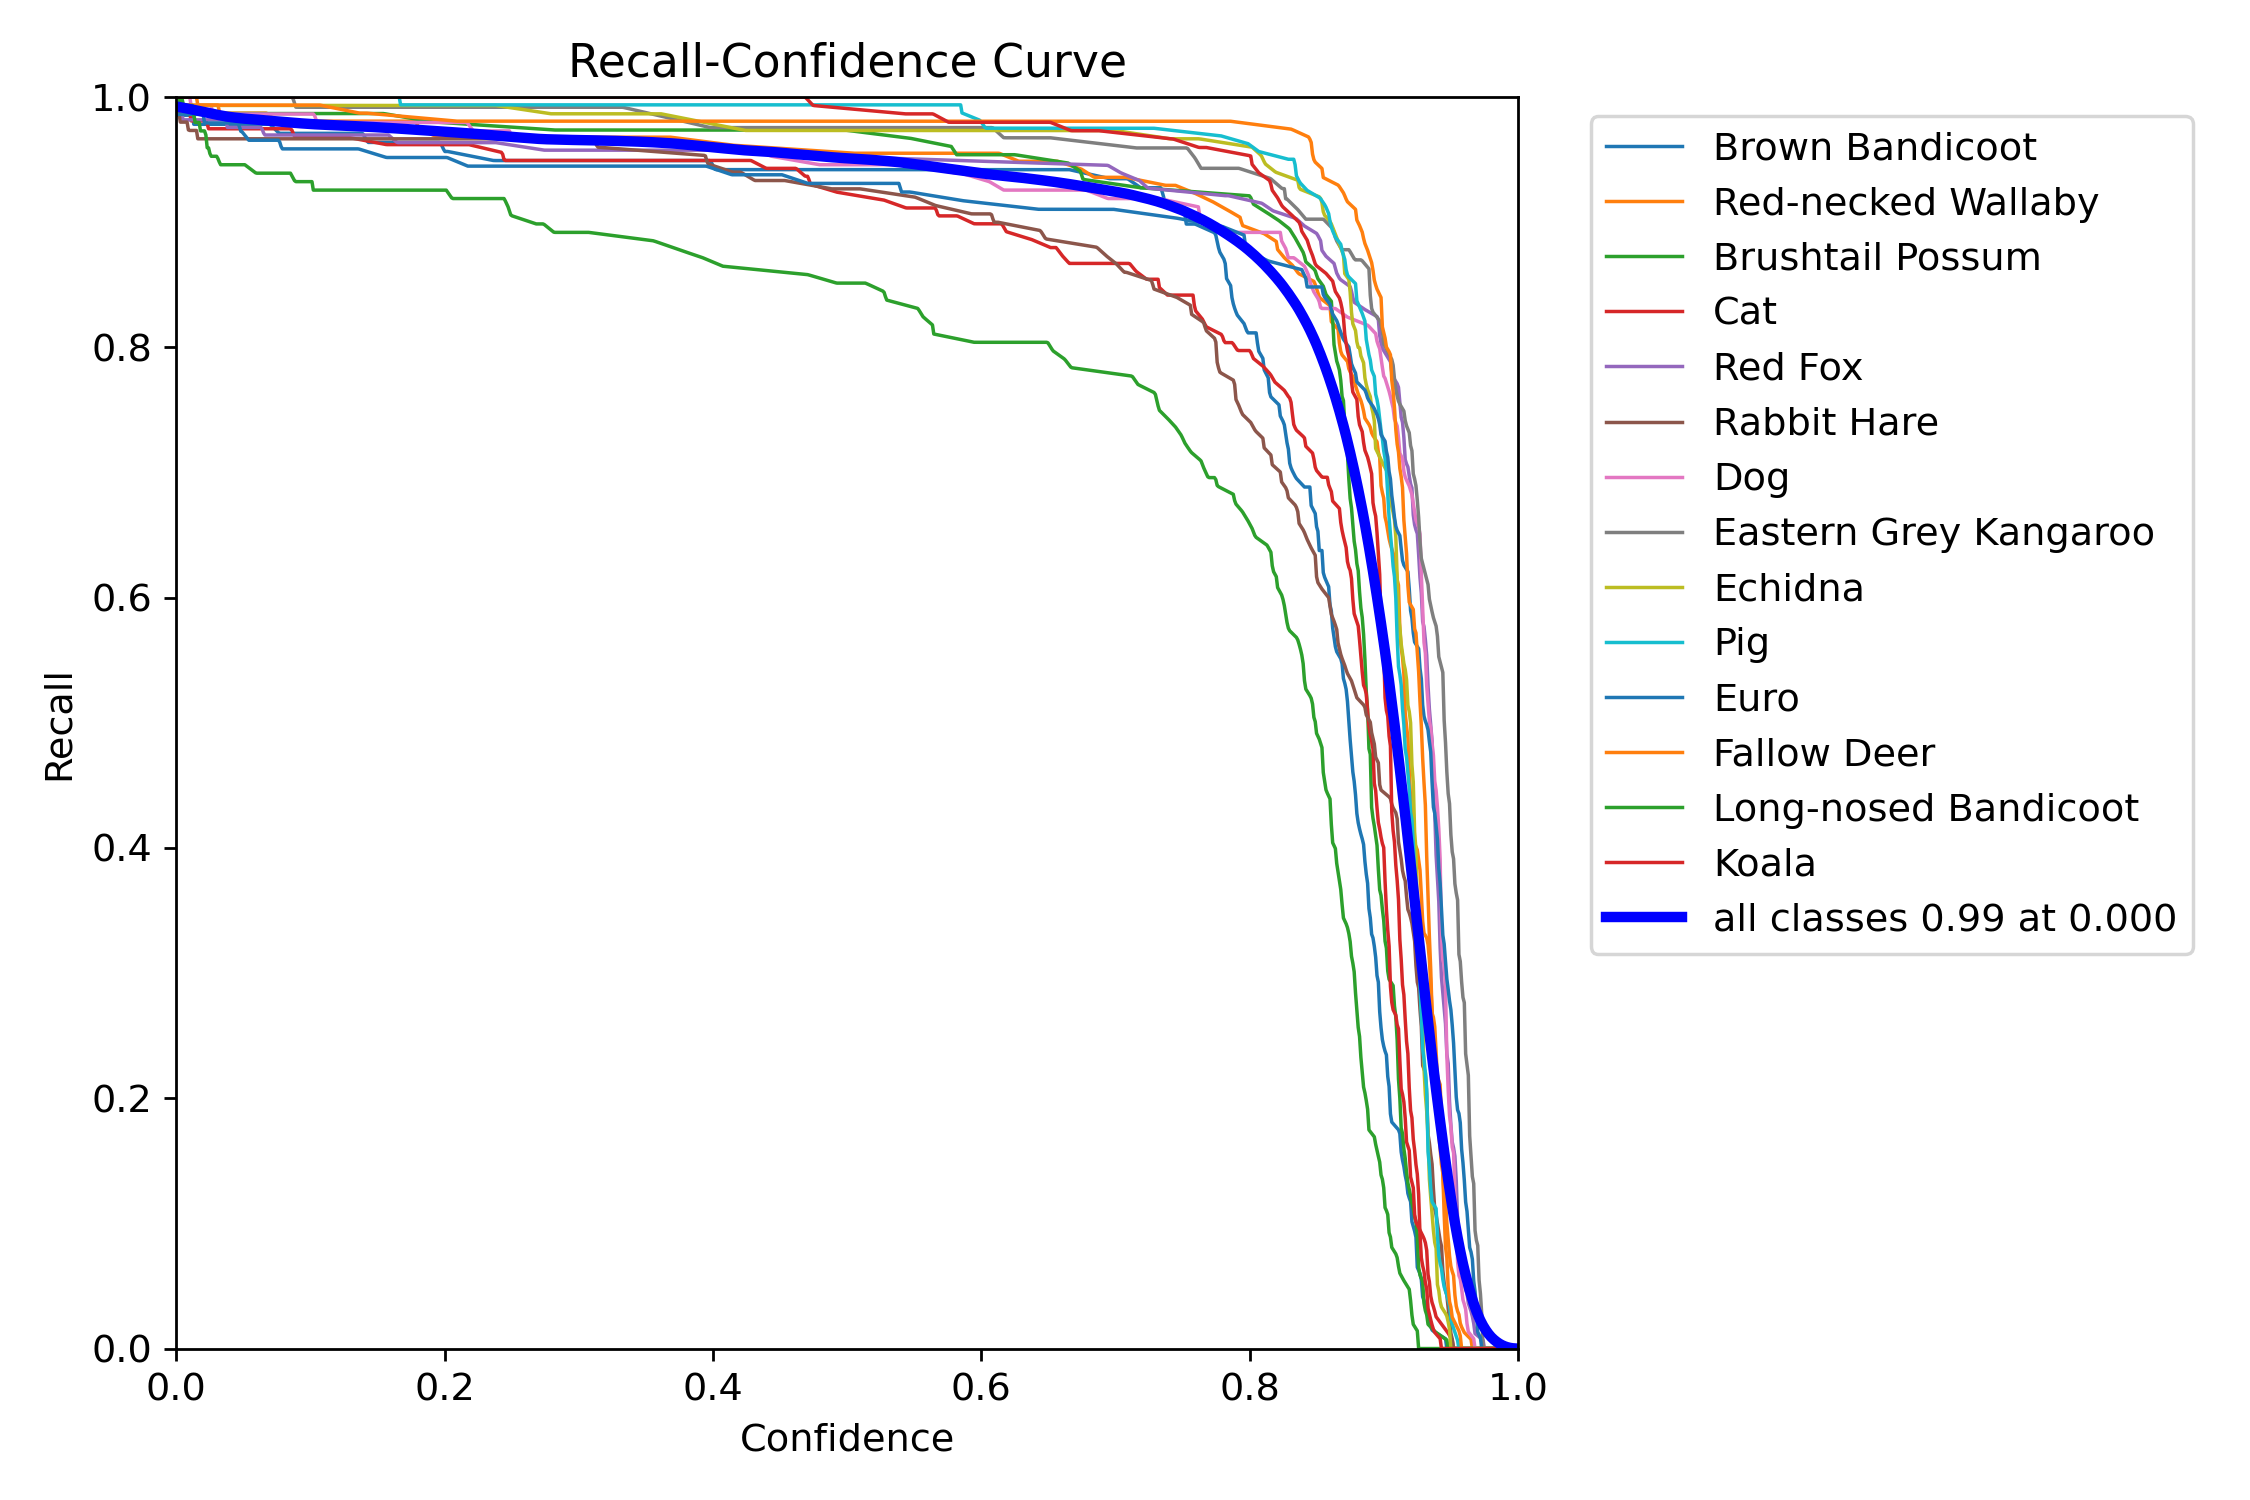 Recall-Confidence Curve
1.0
0.8
0.6
0.4
0.2
0.0
Recall
0.0 0.2 0.4 0.6 0.8 1.0
Confidence
Brown Bandicoot
Red-necked Wallaby
Brushtail Possum
Cat
Red Fox
Rabbit Hare
Dog
Eastern Grey Kangaroo
Echidna
Pig
Euro
Fallow Deer
Long-nosed Bandicoot
Koala
all classes 0.99 at 0.000